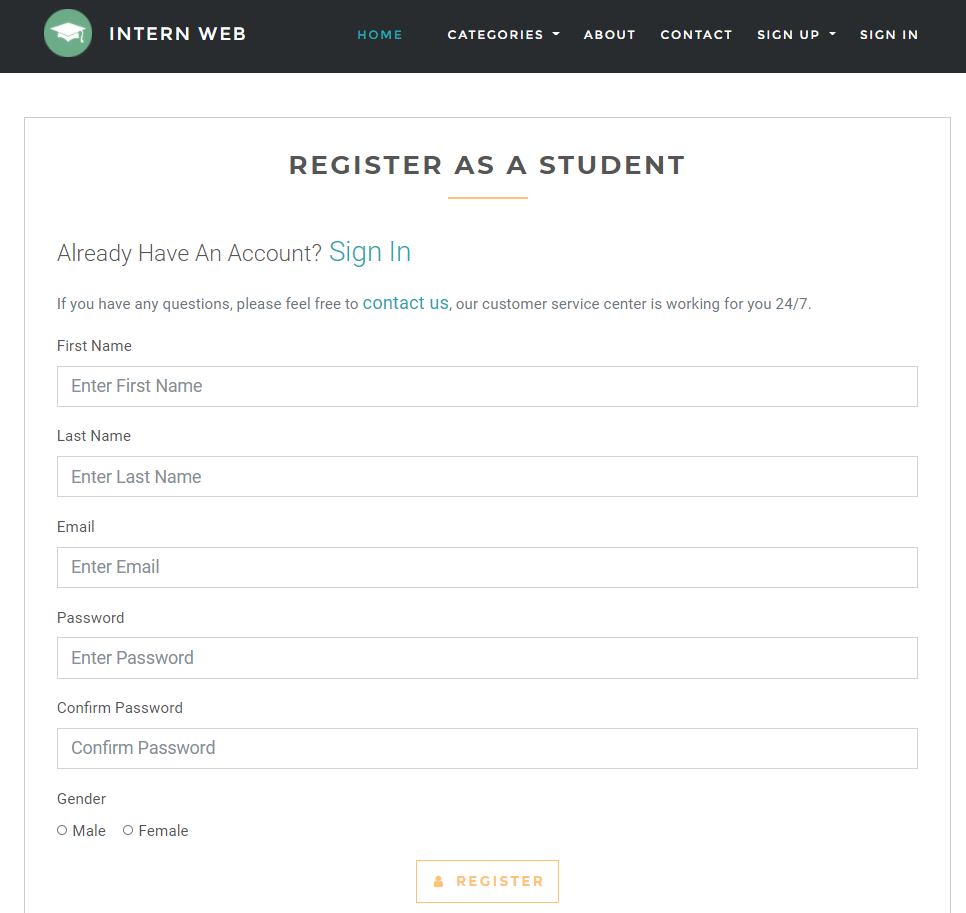 INTERN WEB HOME CATEGORIES ABOUT CONTACT SIGN UP SIGN IN
REGISTER AS A STUDENT
Already Have An Account? Sign In
If you have any questions, please feel free to contact us, our customer service center is working for you 24/7.
First Name
Enter First Name
Last Name
Enter Last Name
Email
Enter Email
Password
Enter Password
Confirm Password
Confirm Password
Gender
Male Female
REGISTER